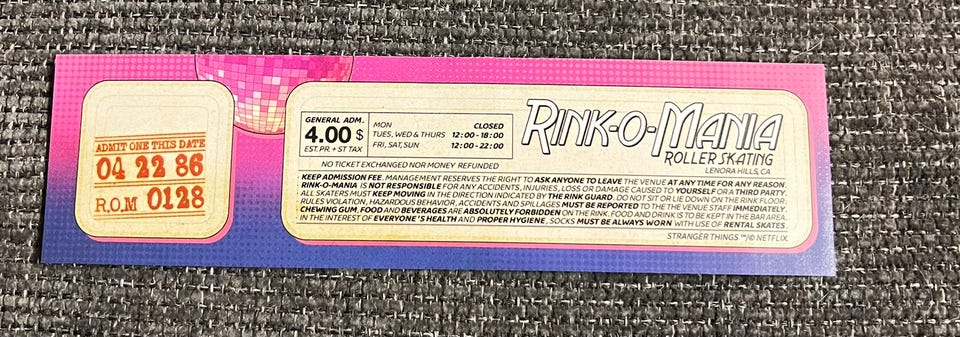 ADMIT ONE THIS DATE
04 22 86
R.O.M 0128
GENERAL ADM.
4.00 $
EST.PR. + ST TAX
MON CLOSED
TUES, WED & THURS 12:00 - 18:00
FRI, SAT, SUN 12:00 - 22:00
RINK-O-MANIA
ROLLER SKATING
LENORA HILLS, CA
NO TICKET EXCHANGED NOR MONEY REFUNDED
KEEP ADMISSION FEE. MANAGEMENT RESERVES THE RIGHT TO ASK ANYONE TO LEAVE THE VENUE AT ANY TIME FOR ANY REASON.
RINK-O-MANIA IS NOT RESPONSIBLE FOR ANY ACCIDENTS, INJURIES, LOSS OR DAMAGE CAUSED TO YOURSELF OR A THIRD PARTY.
ALL SKATERS MUST KEEP MOVING IN THE DIRECTION INDICATED BY THE RINK GUARD. DO NOT SIT OR LIE DOWN ON THE RINK FLOOR.
RULES VIOLATION, HAZARDOUS BEHAVIOR, ACCIDENTS AND SPILLAGES MUST BE REPORTED TO THE THE VENUE STAFF IMMEDIATELY.
CHEWING GUM, FOOD AND BEVERAGES ARE ABSOLUTELY FORBIDDEN ON THE RINK. FOOD AND DRINK IS TO BE KEPT IN THE BAR AREA.
IN THE INTEREST OF EVERYONE'S HEALTH AND PROPER HYGIENE, SOCKS MUST BE ALWAYS WORN WITH USE OF RENTAL SKATES.
STRANGER THINGS ™/© NETFLIX.